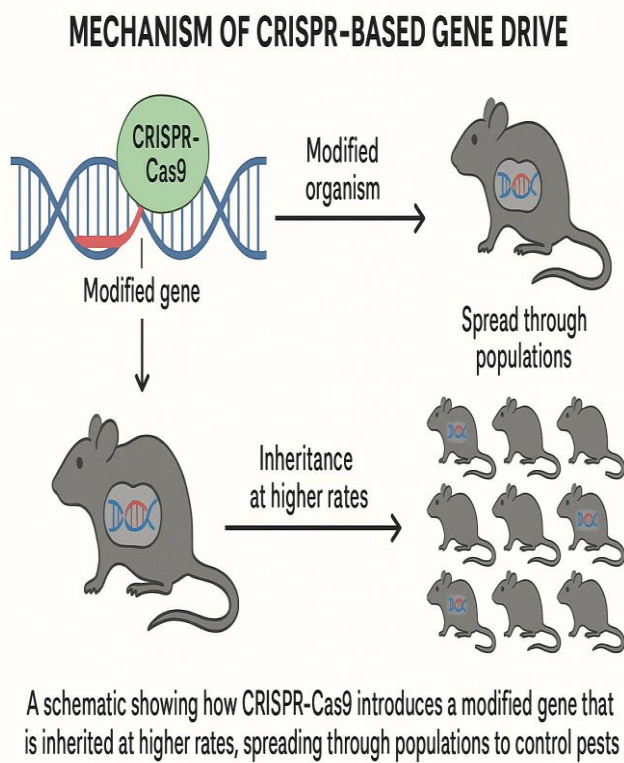 MECHANISM OF CRISPR-BASED GENE DRIVE
CRISPR-
Cas9
Modified
organism
Modified gene
Spread through
populations
Inheritance
at higher rates
A schematic showing how CRISPR-Cas9 introduces a modified gene that
is inherited at higher rates, spreading through populations to control pests